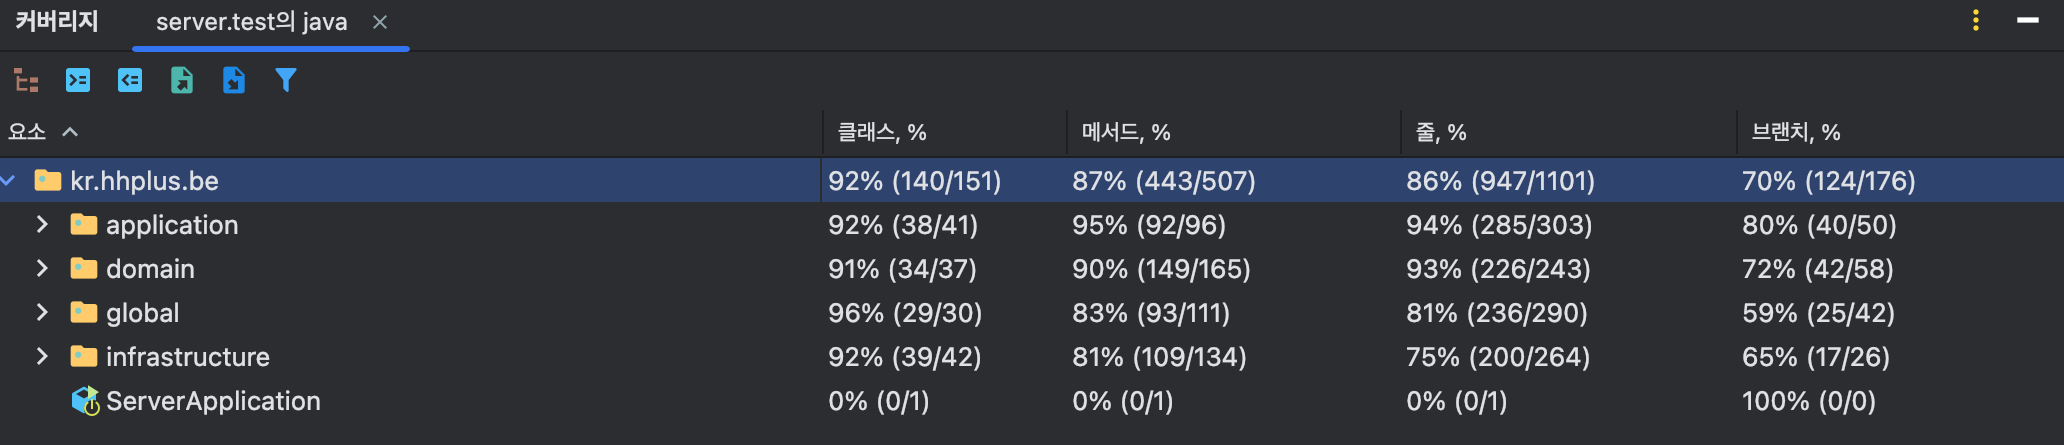 커버리지 server.test의 java
요소 클래스, % 메서드, % 줄, % 브랜치, %
kr.hhplus.be 92% (140/151) 87% (443/507) 86% (947/1101) 70% (124/176)
application 92% (38/41) 95% (92/96) 94% (285/303) 80% (40/50)
domain 91% (34/37) 90% (149/165) 93% (226/243) 72% (42/58)
global 96% (29/30) 83% (93/111) 81% (236/290) 59% (25/42)
infrastructure 92% (39/42) 81% (109/134) 75% (200/264) 65% (17/26)
ServerApplication 0% (0/1) 0% (0/1) 0% (0/1) 100% (0/0)